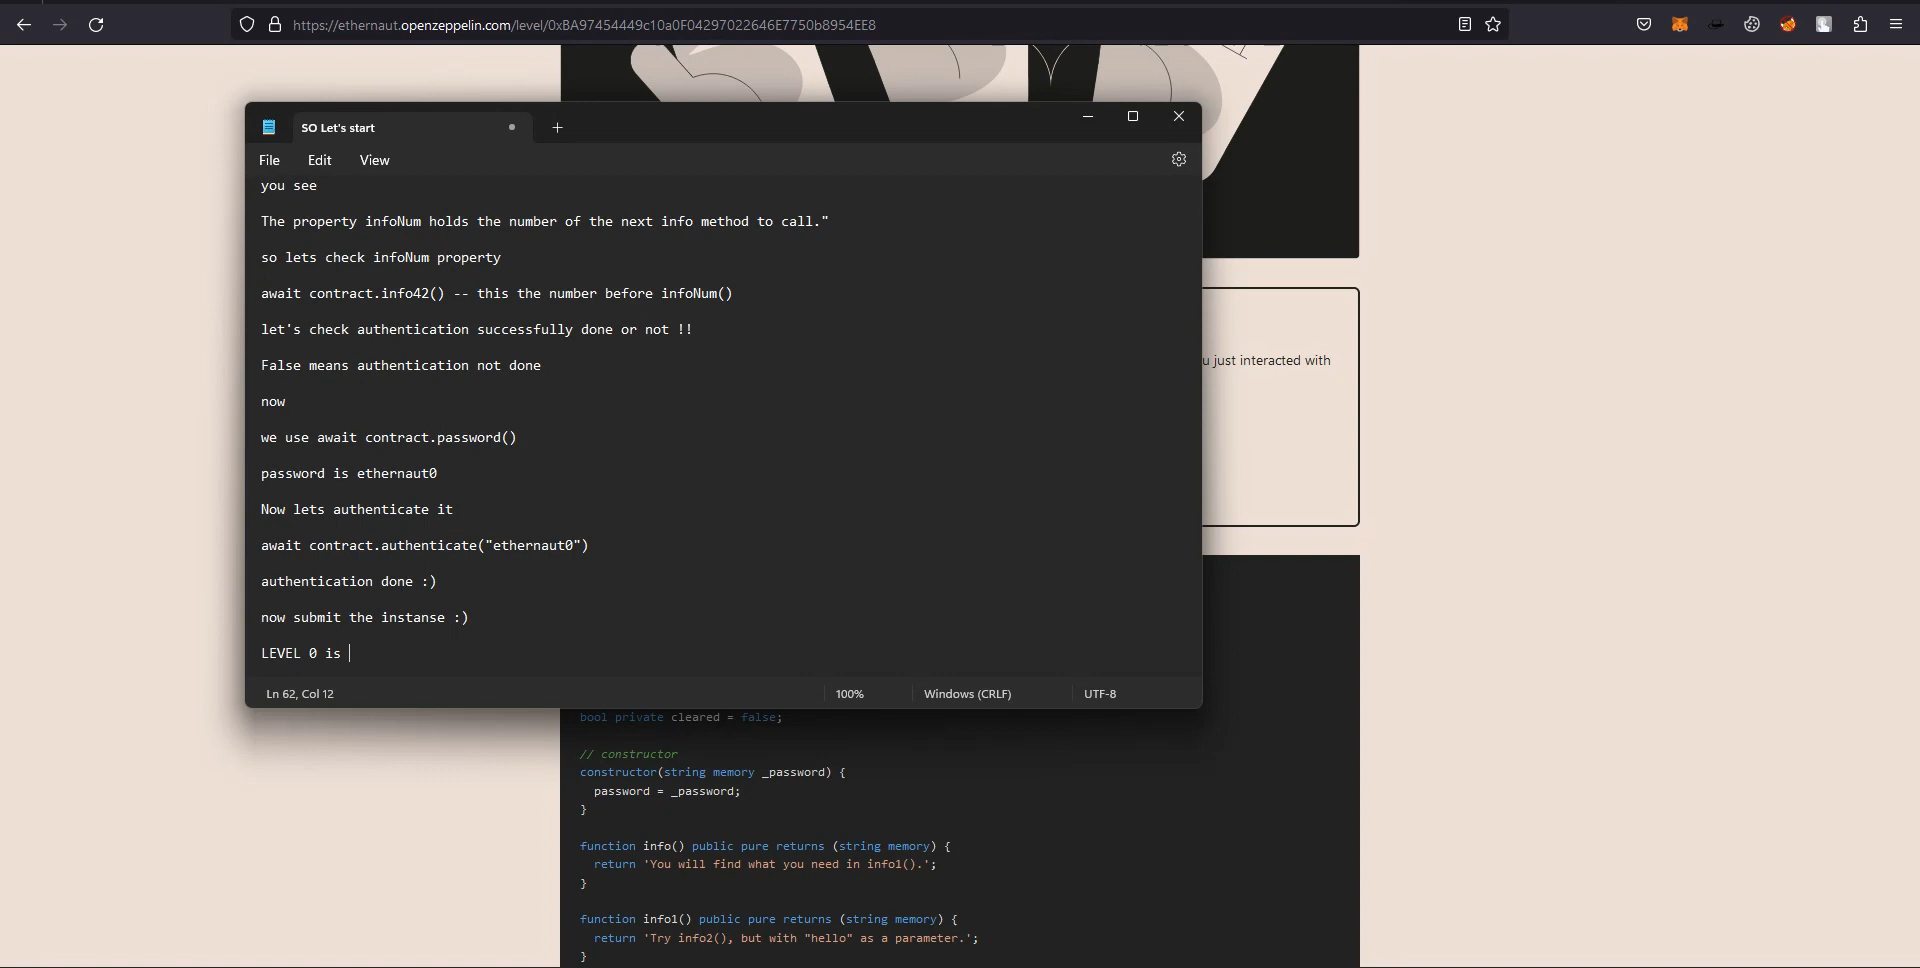 https://ethernaut.openzeppelin.com/level/0xBA97454449c10a0F04297022646E7750b8954EE8
SO Let's start
File Edit View
you see
The property infoNum holds the number of the next info method to call."
so lets check infoNum property
await contract.info42() -- this the number before infoNum()
let's check authentication successfully done or not !!
False means authentication not done
now
we use await contract.password()
password is ethernaut0
Now lets authenticate it
await contract.authenticate("ethernaut0")
authentication done :)
now submit the instanse :)
LEVEL 0 is
Ln 62, Col 12 100% Windows (CRLF) UTF-8
u just interacted with
bool private cleared = false;
// constructor
constructor(string memory _password) {
password = _password;
}
function info() public pure returns (string memory) {
return 'You will find what you need in info1().';
}
function info1() public pure returns (string memory) {
return 'Try info2(), but with "hello" as a parameter.';
}